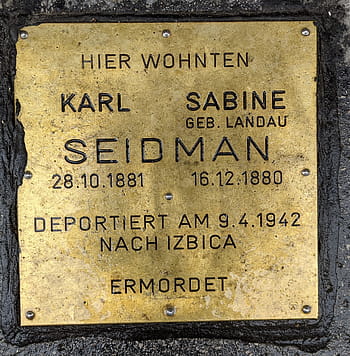 HIER WOHNTEN
KARL SABINE
GEB. LANDAU
SEIDMAN
28.10.1881 16.12.1880
DEPORTIERT AM 9.4.1942
NACH IZBICA
ERMORDET